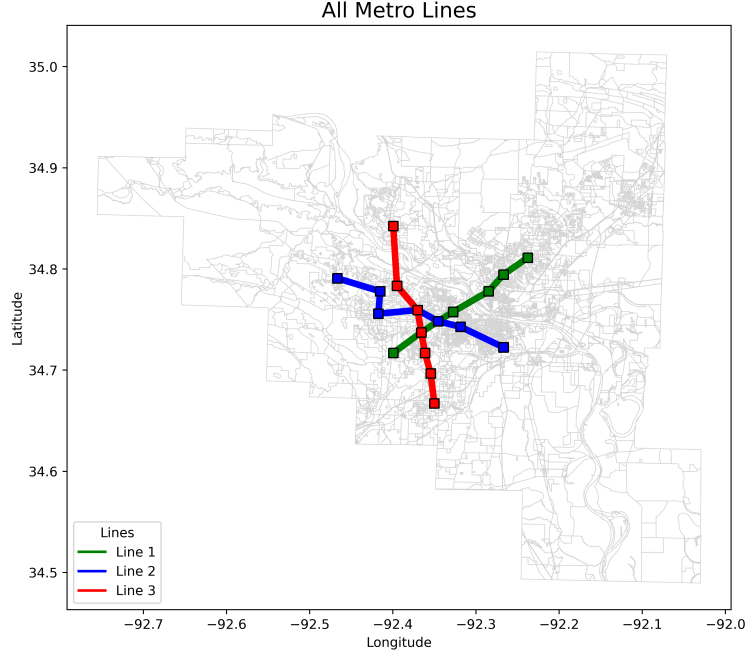 All Metro Lines
Latitude
35.0
34.9
34.8
34.7
34.6
34.5
Lines
Line 1
Line 2
Line 3
−92.7 −92.6 −92.5 −92.4 −92.3 −92.2 −92.1 −92.0
Longitude